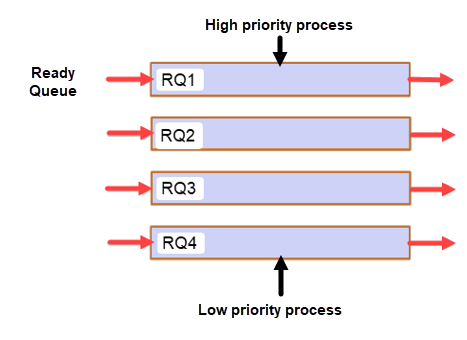 High priority process
Ready
Queue
RQ1
RQ2
RQ3
RQ4
Low priority process